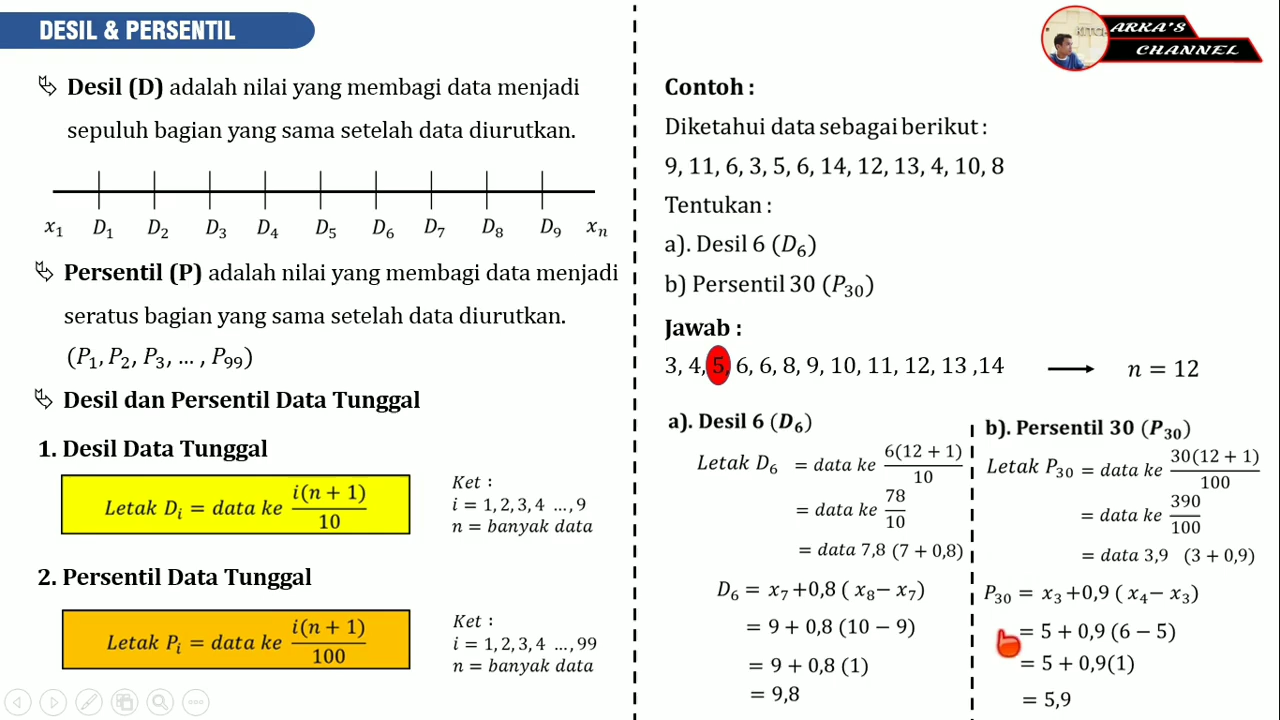 DESIL & PERSENTIL
Desil (D) adalah nilai yang membagi data menjadi
sepuluh bagian yang sama setelah data diurutkan.
x₁ D₁ D₂ D₃ D₄ D₅ D₆ D₇ D₈ D₉ xₙ
Persentil (P) adalah nilai yang membagi data menjadi
seratus bagian yang sama setelah data diurutkan.
(P₁, P₂, P₃, … , P₉₉)
Desil dan Persentil Data Tunggal
1. Desil Data Tunggal
Letak Dᵢ = data ke i(n + 1)/10
Ket :
i = 1, 2, 3, 4 …, 9
n = banyak data
2. Persentil Data Tunggal
Letak Pᵢ = data ke i(n + 1)/100
Ket :
i = 1, 2, 3, 4 …, 99
n = banyak data
ARKA'S
CHANNEL
Contoh :
Diketahui data sebagai berikut :
9, 11, 6, 3, 5, 6, 14, 12, 13, 4, 10, 8
Tentukan :
a). Desil 6 (D₆)
b) Persentil 30 (P₃₀)
Jawab :
3, 4, 5, 6, 6, 8, 9, 10, 11, 12, 13 ,14 → n = 12
a). Desil 6 (D₆)
Letak D₆ = data ke 6(12 + 1)/10
= data ke 78/10
= data 7,8 (7 + 0,8)
D₆ = x₇ +0,8 ( x₈− x₇)
= 9 + 0,8 (10 − 9)
= 9 + 0,8 (1)
= 9,8
b). Persentil 30 (P₃₀)
Letak P₃₀ = data ke 30(12 + 1)/100
= data ke 390/100
= data 3,9 (3 + 0,9)
P₃₀ = x₃ +0,9 ( x₄− x₃)
= 5 + 0,9 (6 − 5)
= 5 + 0,9(1)
= 5,9